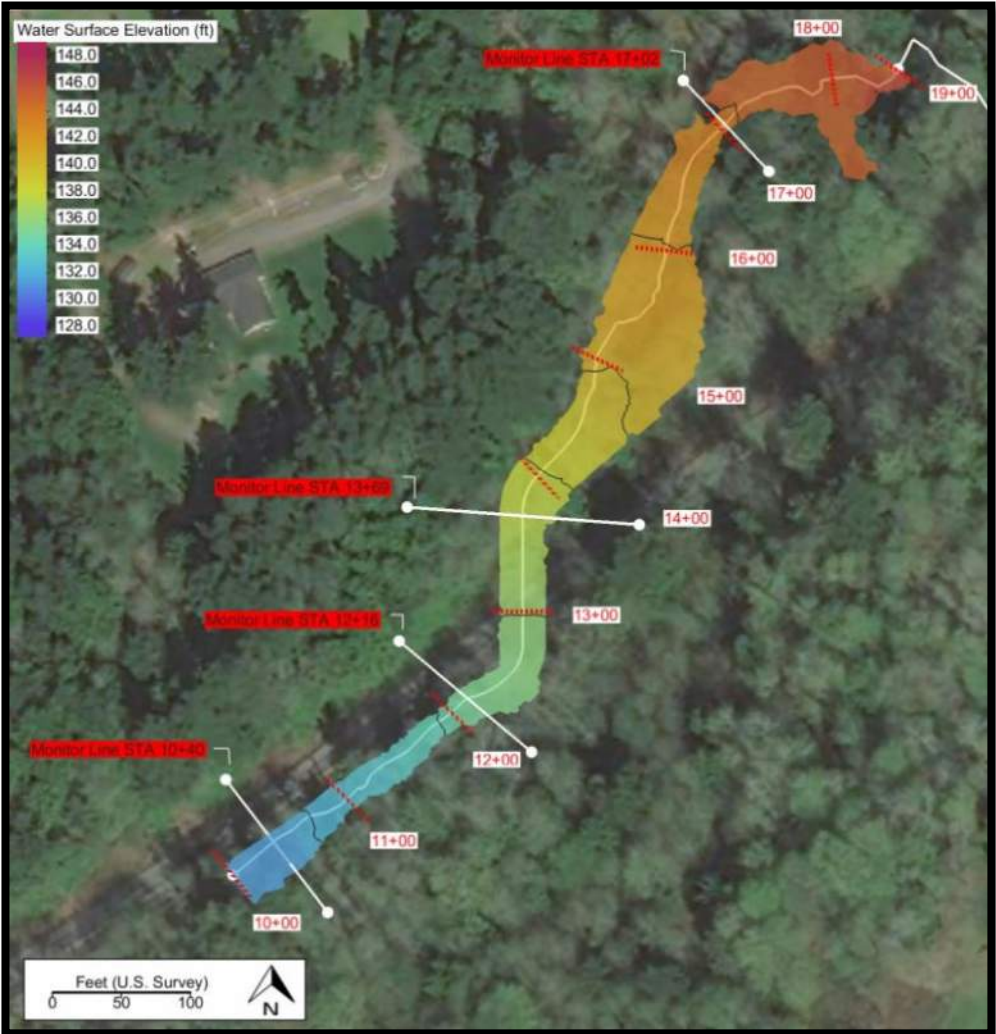 Water Surface Elevation (ft)
148.0
146.0
144.0
142.0
140.0
138.0
136.0
134.0
132.0
130.0
128.0
18+00
Monitor Line STA 17+02
19+00
17+00
16+00
15+00
Monitor Line STA 13+69
14+00
Monitor Line STA 12+16
13+00
Monitor Line STA 10+40
12+00
11+00
10+00
Feet (U.S. Survey)
0 50 100
N